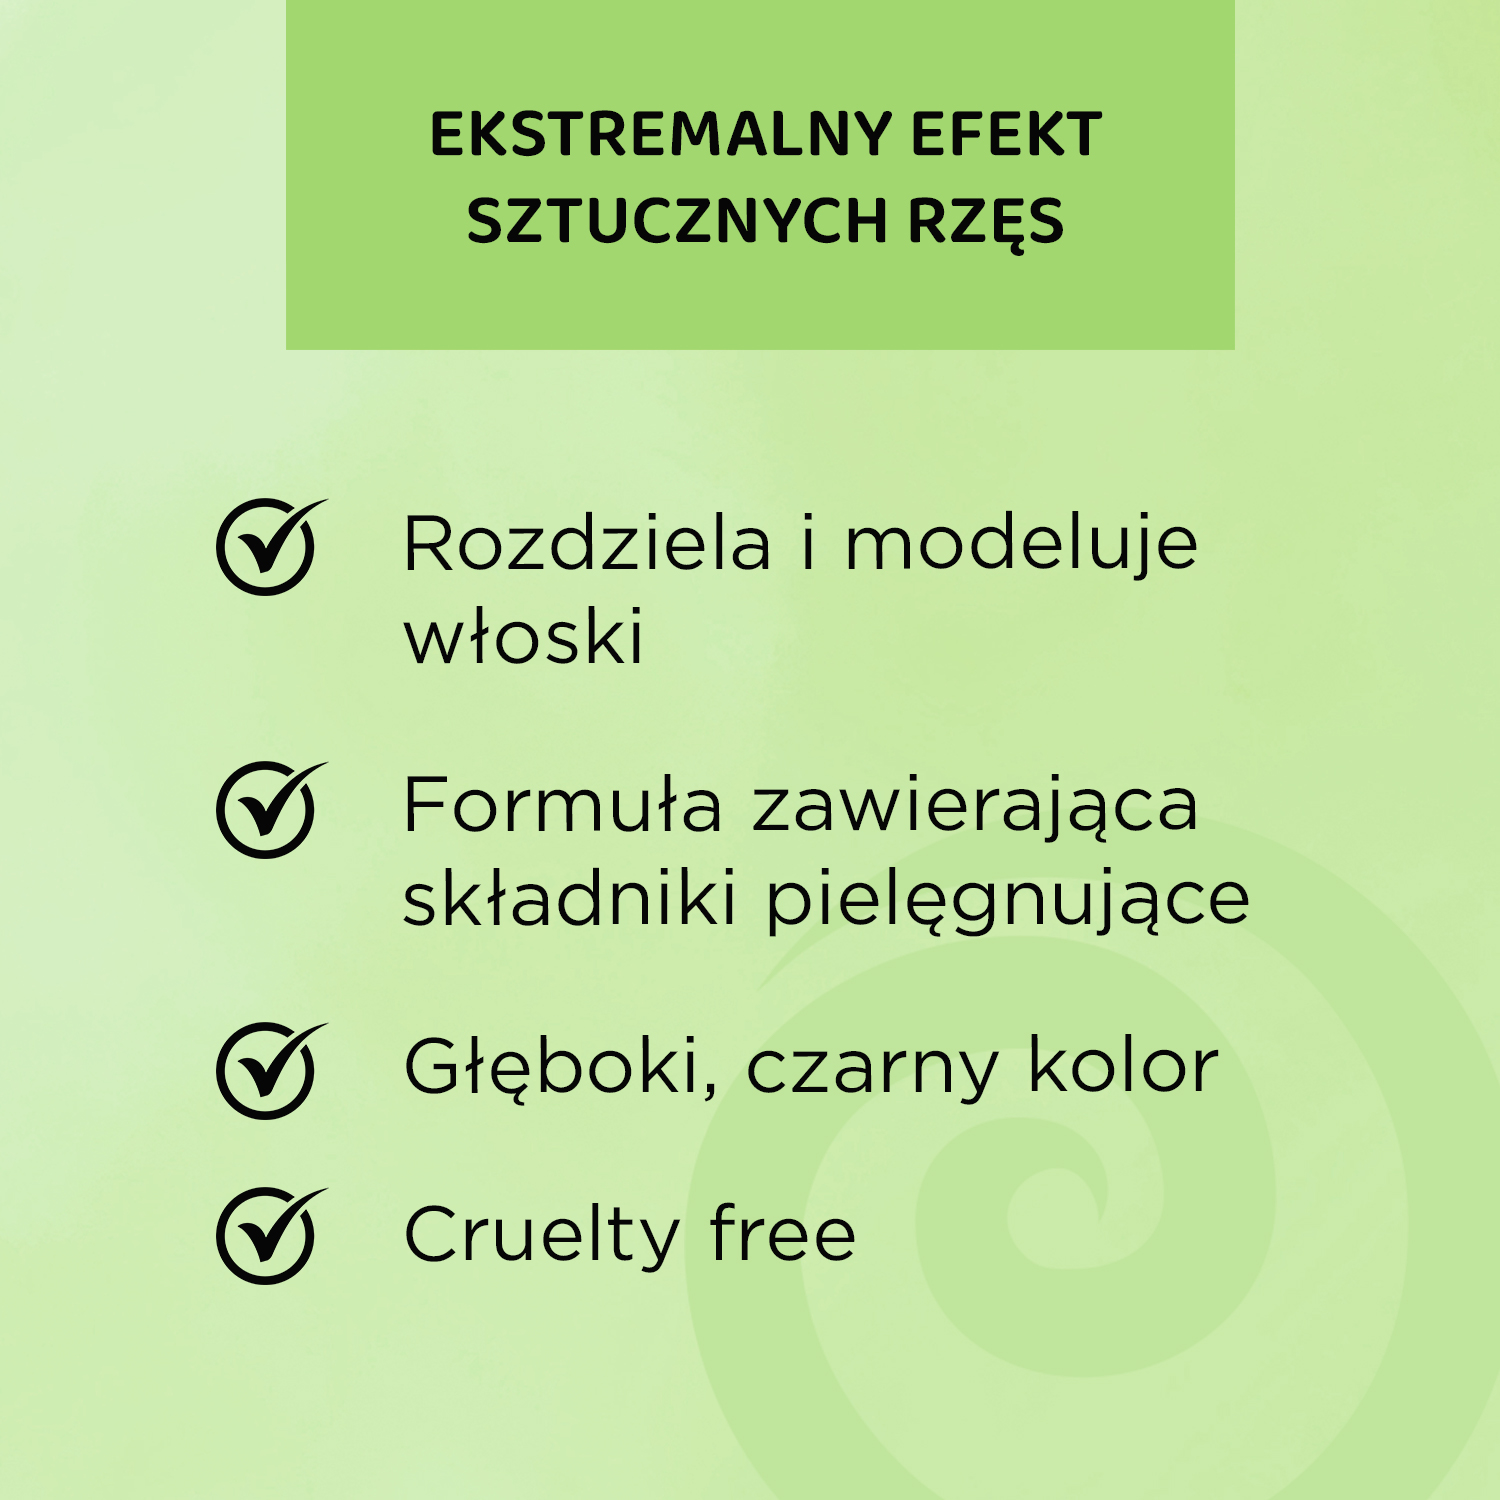 EKSTREMALNY EFEKT
SZTUCZNYCH RZĘS
Rozdziela i modeluje
włoski
Formuła zawierająca
składniki pielęgnujące
Głęboki, czarny kolor
Cruelty free